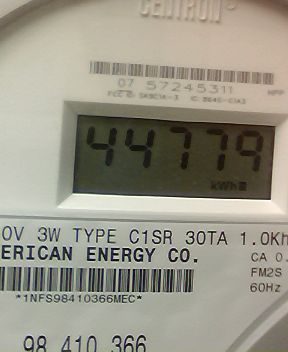 CENTRON
07 57245311
44779
kWh
0V 3W TYPE C1SR 30TA 1.0Kh
ERICAN ENERGY CO.
CA 0.
FM2S
60Hz
*1NFS98410366MEC*
98 410 366